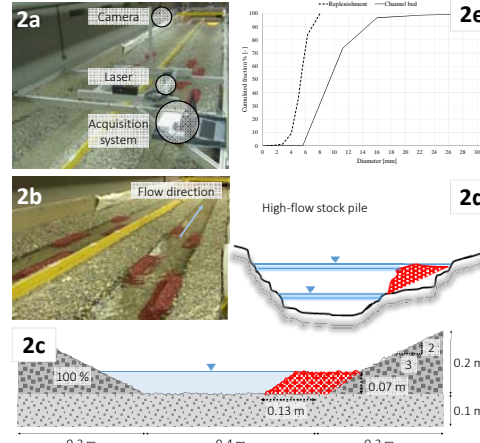 2a
Camera
Laser
Acquisition
system
2e
Replenishment
Channel bed
Cumulated fraction % [-]
100
90
80
70
60
50
40
30
20
10
0
0 2 4 6 8 10 12 14 16 18 20 22 24 26 28 30
Diameter [mm]
2b
Flow direction
2d
High-flow stock pile
2c
100 %
2
3
0.2 m
0.07 m
0.13 m
0.1 m
0.4 m